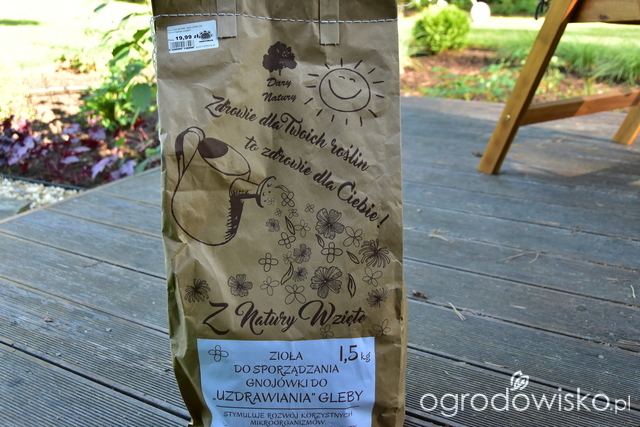 19,99 zł
Dary
Natury
Zdrowie dla Twoich roślin
to zdrowie dla Ciebie!
Z Natury Wzięte
ZIOŁA 1,5 kg
DO SPORZĄDZANIA
GNOJÓWKI DO
„UZDRAWIANIA" GLEBY
STYMULUJE ROZWÓJ KORZYSTNYCH
MIKROORGANIZMÓW,
ogrodowisko.pl